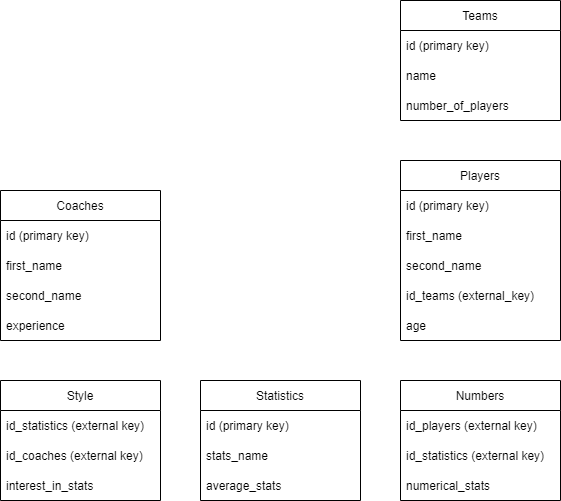 Teams
id (primary key)
name
number_of_players
Players
id (primary key)
first_name
second_name
id_teams (external_key)
age
Coaches
id (primary key)
first_name
second_name
experience
Style
id_statistics (external key)
id_coaches (external key)
interest_in_stats
Statistics
id (primary key)
stats_name
average_stats
Numbers
id_players (external key)
id_statistics (external key)
numerical_stats